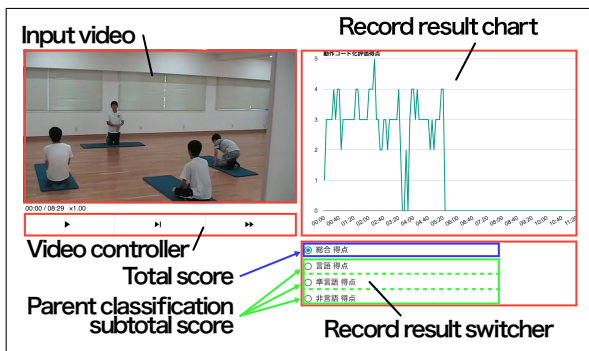 Input video
Record result chart
動作コード化評価得点
5
4
3
2
1
0
00:00 00:40 01:20 02:00 02:40 03:20 04:00 04:40 05:20 06:00 06:40 07:20 08:00 08:40 09:20 10:00 10:40 11:20
00:00 / 08:29 ×1.00
Video controller
Total score
総合 得点
言語 得点
準言語 得点
非言語 得点
Parent classification
subtotal score
Record result switcher